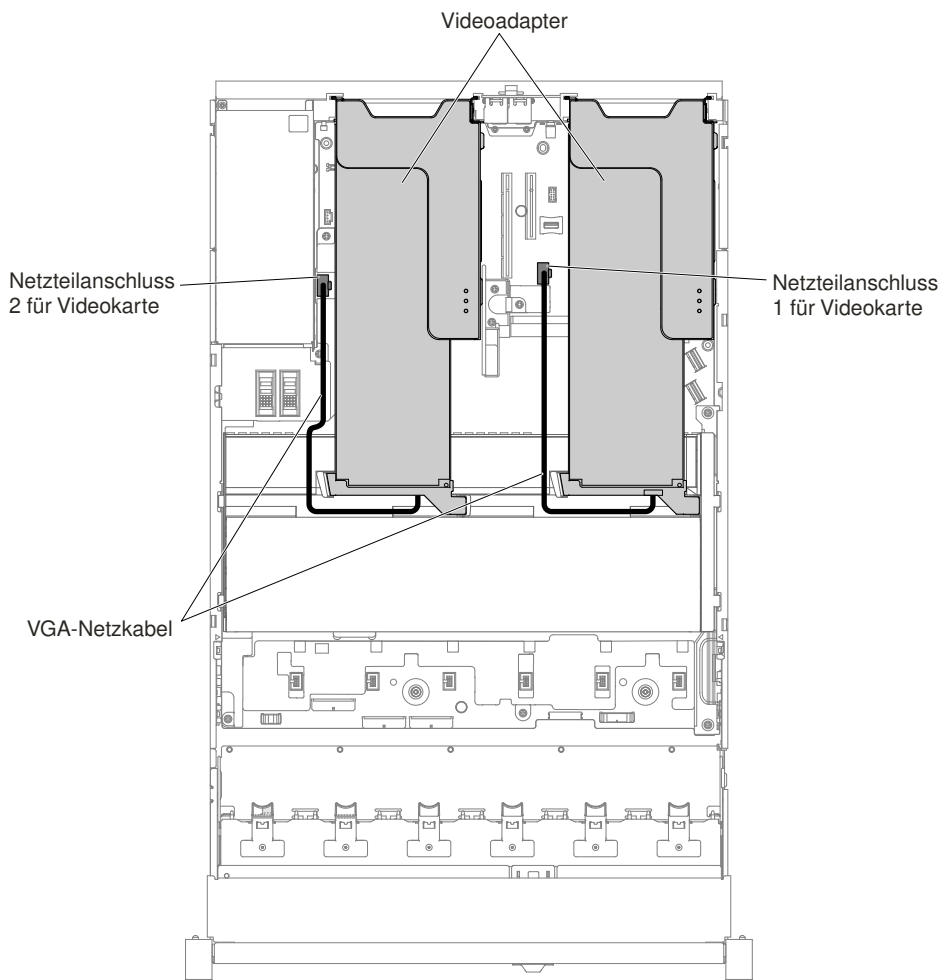 Videoadapter
Netzteilanschluss
2 für Videokarte
Netzteilanschluss
1 für Videokarte
VGA-Netzkabel